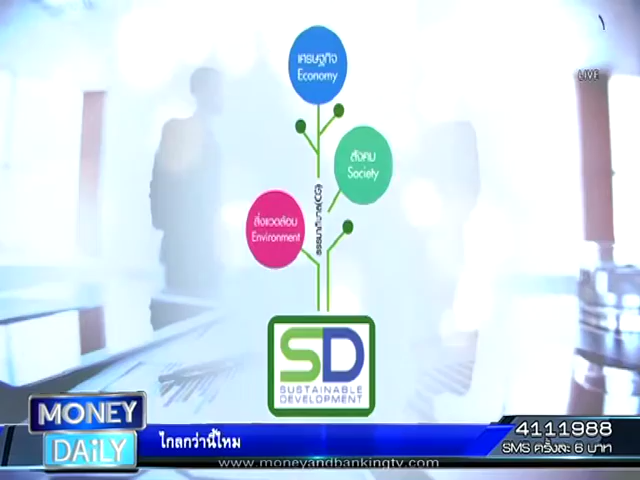 เศรษฐกิจ
Economy
LIVE
สังคม
Society
สิ่งแวดล้อม
Environment
ธรรมาภิบาล(CG)
SD
SUSTAINABLE
DEVELOPMENT
MONEY
DAiLY
ไกลกว่านี้ไหม
4111988
SMS ครั้งละ 6 บาท
www.moneyandbankingtv.com